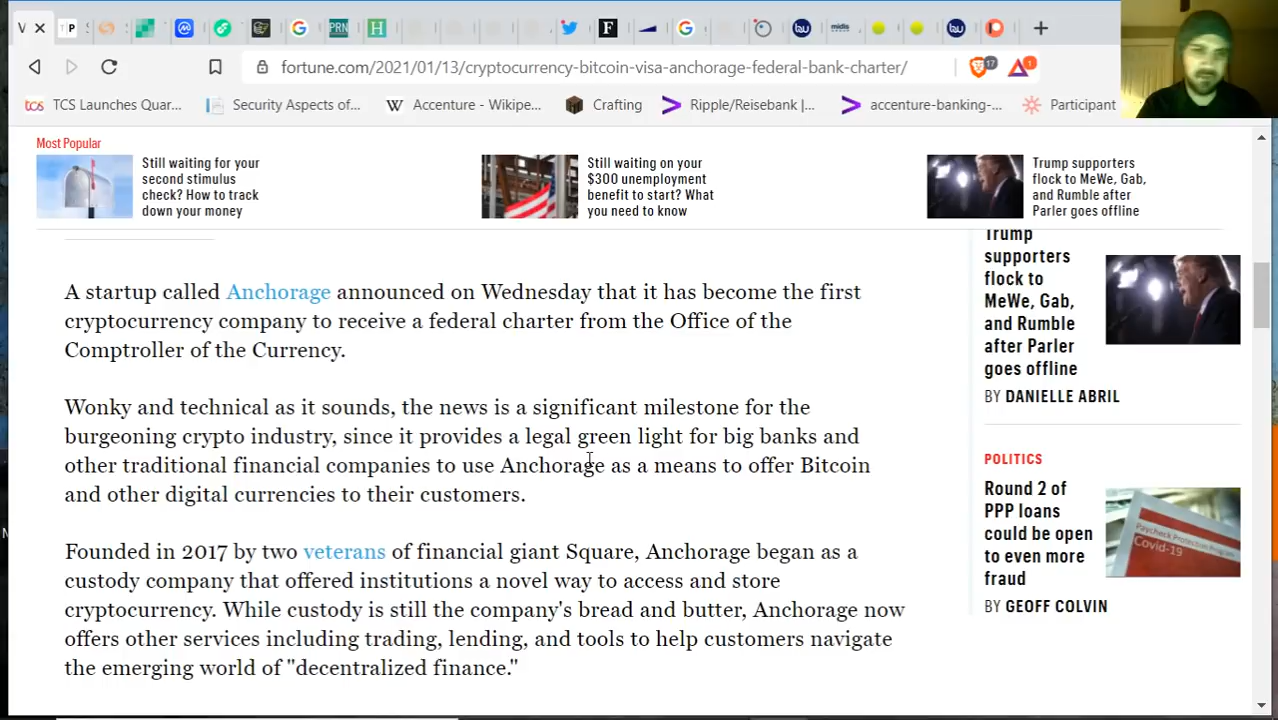 fortune.com/2021/01/13/cryptocurrency-bitcoin-visa-anchorage-federal-bank-charter/
17
1
TCS Launches Quar...
Security Aspects of...
Accenture - Wikipe...
Crafting
Ripple/Reisebank |...
accenture-banking-...
Participant
Most Popular
Still waiting for your
second stimulus
check? How to track
down your money
Still waiting on your
$300 unemployment
benefit to start? What
you need to know
Trump supporters
flock to MeWe, Gab,
and Rumble after
Parler goes offline
A startup called Anchorage announced on Wednesday that it has become the first
cryptocurrency company to receive a federal charter from the Office of the
Comptroller of the Currency.
Wonky and technical as it sounds, the news is a significant milestone for the
burgeoning crypto industry, since it provides a legal green light for big banks and
other traditional financial companies to use Anchorage as a means to offer Bitcoin
and other digital currencies to their customers.
Founded in 2017 by two veterans of financial giant Square, Anchorage began as a
custody company that offered institutions a novel way to access and store
cryptocurrency. While custody is still the company's bread and butter, Anchorage now
offers other services including trading, lending, and tools to help customers navigate
the emerging world of "decentralized finance."
Trump
supporters
flock to
MeWe, Gab,
and Rumble
after Parler
goes offline
BY DANIELLE ABRIL
POLITICS
Round 2 of
PPP loans
could be open
to even more
fraud
BY GEOFF COLVIN
Paycheck Protection Program
Covid-19